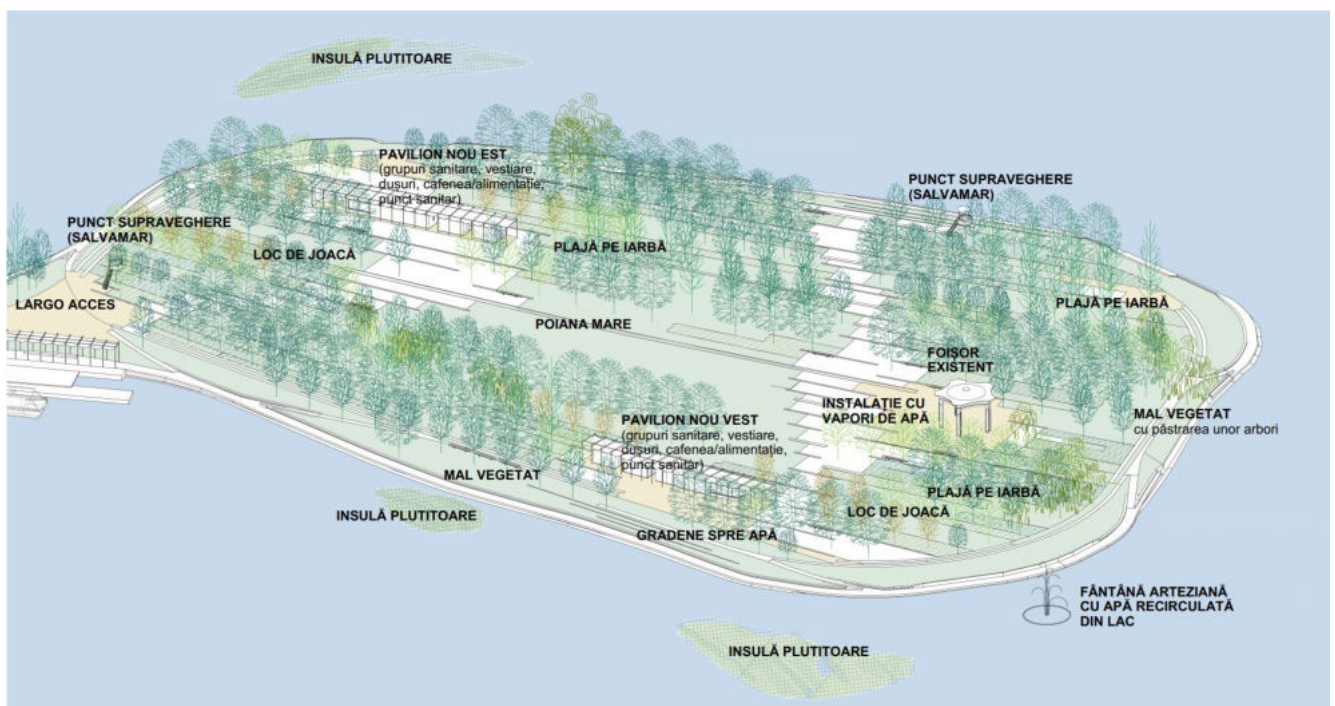 INSULĂ PLUTITOARE
PAVILION NOU EST
(grupuri sanitare, vestiare,
dușuri, cafenea/alimentație,
punct sanitar)
PUNCT SUPRAVEGHERE
(SALVAMAR)
PUNCT SUPRAVEGHERE
(SALVAMAR)
LOC DE JOACĂ
PLAJĂ PE IARBĂ
LARGO ACCES
PLAJĂ PE IARBĂ
POIANA MARE
FOIȘOR
EXISTENT
INSTALAȚIE CU
VAPORI DE APĂ
MAL VEGETAT
cu păstrarea unor arbori
PAVILION NOU VEST
(grupuri sanitare, vestiare,
dușuri, cafenea/alimentație,
punct sanitar)
MAL VEGETAT
PLAJĂ PE IARBĂ
INSULĂ PLUTITOARE
LOC DE JOACĂ
GRADENE SPRE APĂ
FÂNTÂNĂ ARTEZIANĂ
CU APĂ RECIRCULATĂ
DIN LAC
INSULĂ PLUTITOARE